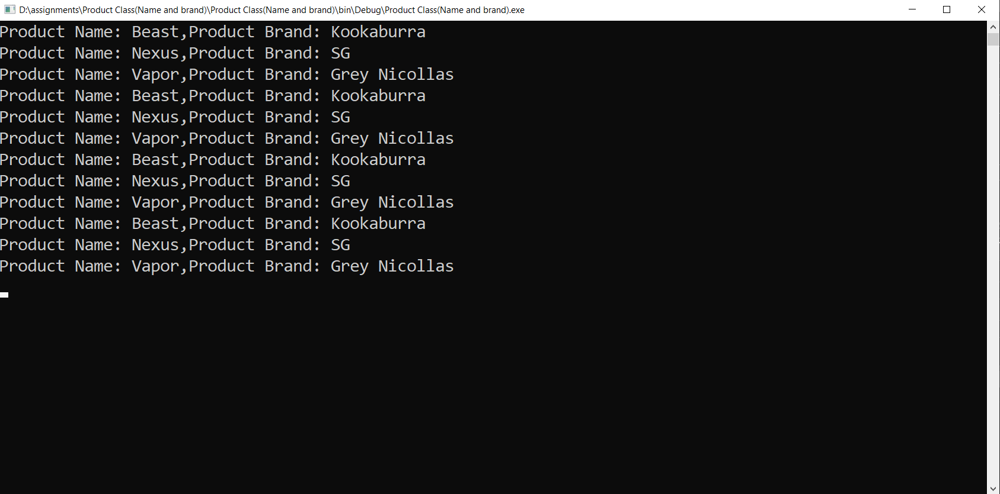 D:\assignments\Product Class(Name and brand)\Product Class(Name and brand)\bin\Debug\Product Class(Name and brand).exe
Product Name: Beast,Product Brand: Kookaburra
Product Name: Nexus,Product Brand: SG
Product Name: Vapor,Product Brand: Grey Nicollas
Product Name: Beast,Product Brand: Kookaburra
Product Name: Nexus,Product Brand: SG
Product Name: Vapor,Product Brand: Grey Nicollas
Product Name: Beast,Product Brand: Kookaburra
Product Name: Nexus,Product Brand: SG
Product Name: Vapor,Product Brand: Grey Nicollas
Product Name: Beast,Product Brand: Kookaburra
Product Name: Nexus,Product Brand: SG
Product Name: Vapor,Product Brand: Grey Nicollas